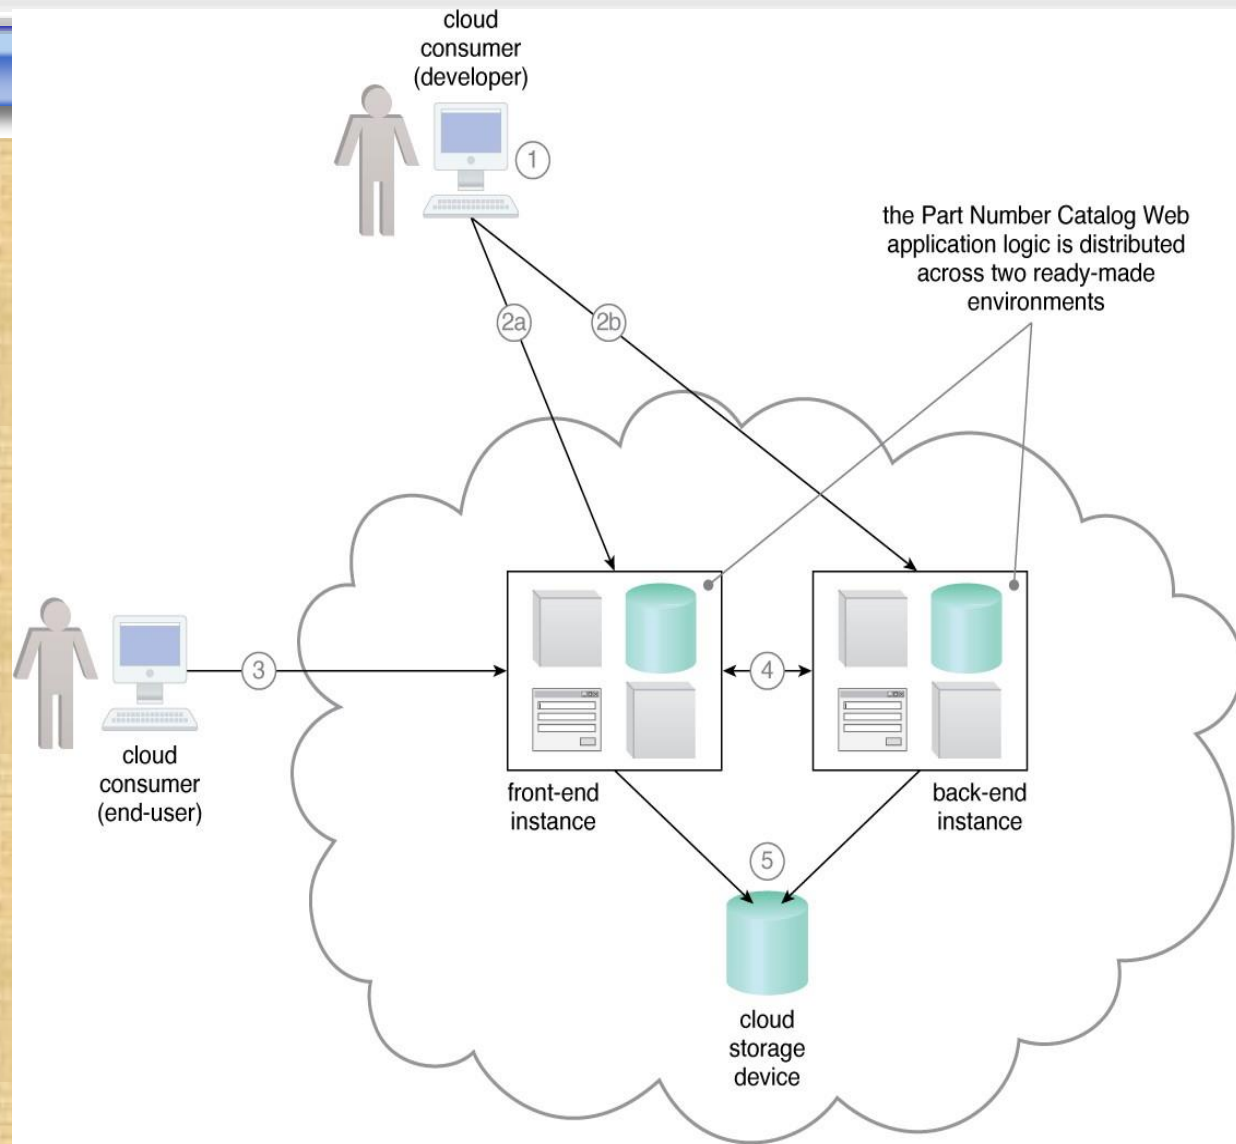 cloud
consumer
(developer)
1
the Part Number Catalog Web
application logic is distributed
across two ready-made
environments
2a
2b
3
4
cloud
consumer
(end-user)
front-end
instance
back-end
instance
5
cloud
storage
device